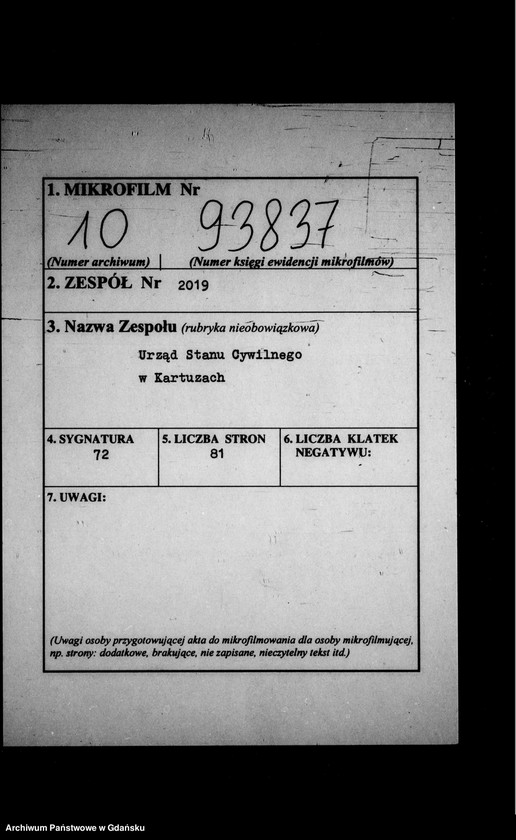 1. MIKROFILM Nr
10 93837
(Numer archiwum) (Numer księgi ewidencji mikrofilmów)
2. ZESPÓŁ Nr 2019
3. Nazwa Zespołu (rubryka nieobowiązkowa)
Urząd Stanu Cywilnego
w Kartuzach
4. SYGNATURA 5. LICZBA STRON 6. LICZBA KLATEK
NEGATYWU:
72 81
7. UWAGI:
(Uwagi osoby przygotowującej akta do mikrofilmowania dla osoby mikrofilmującej,
np. strony: dodatkowe, brakujące, nie zapisane, nieczytelny tekst itd.)
Archiwum Państwowe w Gdańsku